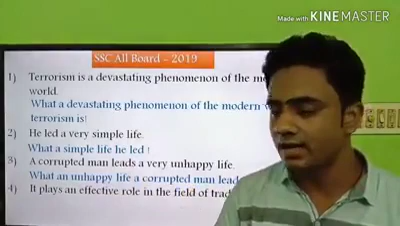 Made with KINEMASTER
SSC All Board – 2019
1) Terrorism is a devastating phenomenon of the
world.
What a devastating phenomenon of the modern
terrorism is!
2) He led a very simple life.
What a simple life he led !
3) A corrupted man leads a very unhappy life.
What an unhappy life a corrupted man lead
4) It plays an effective role in the field of trad